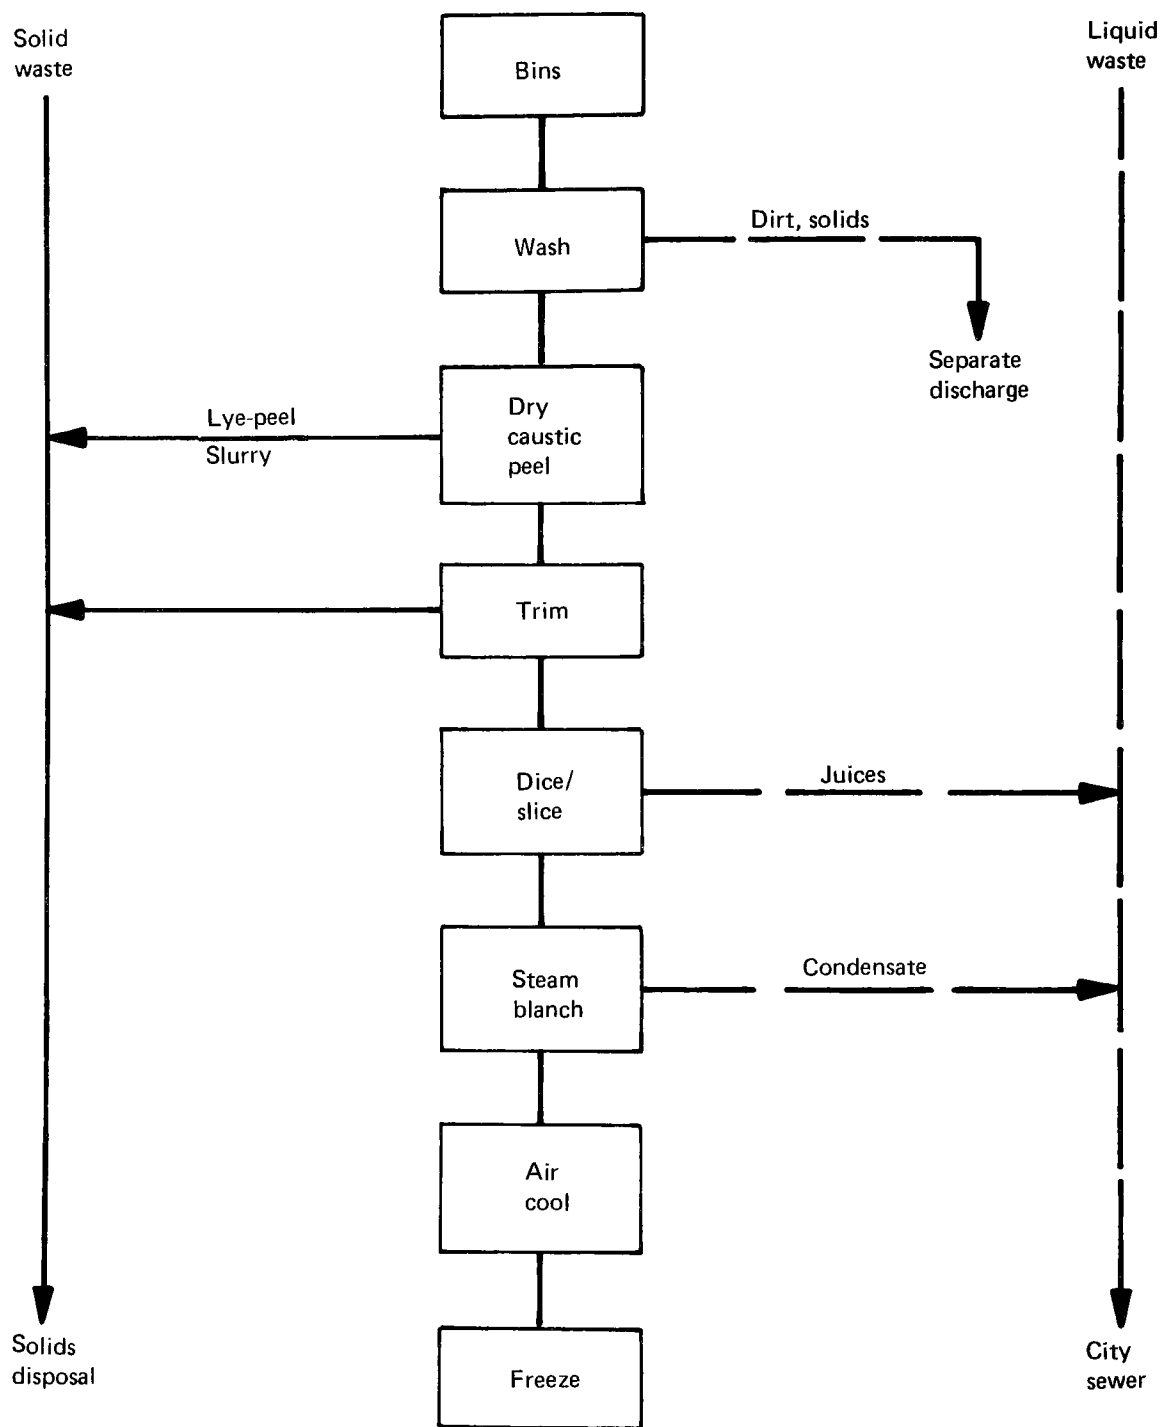 Solid
waste
Bins
Liquid
waste
Wash
Dirt, solids
Separate
discharge
Lye-peel
Slurry
Dry
caustic
peel
Trim
Dice/
slice
Juices
Steam
blanch
Condensate
Air
cool
Solids
disposal
Freeze
City
sewer